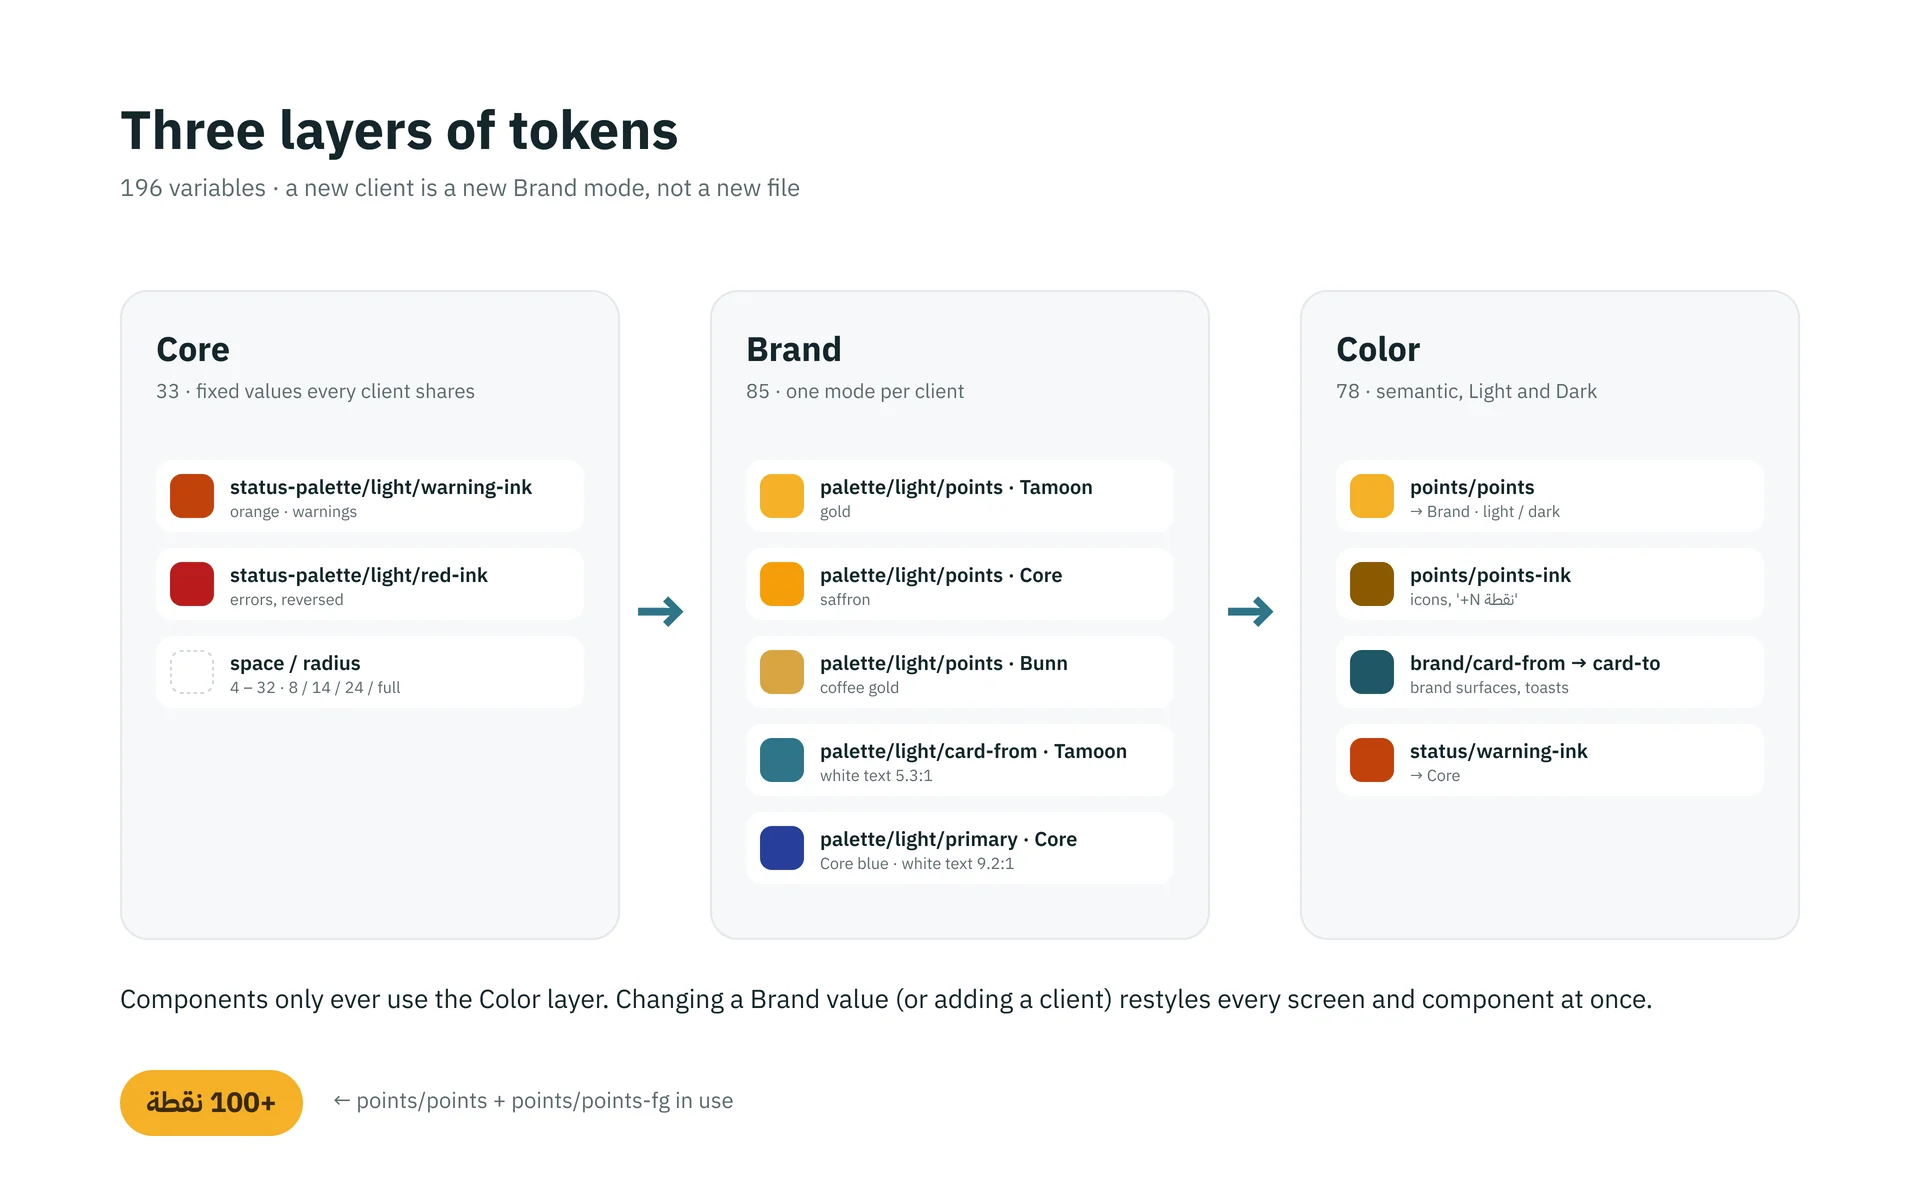 Three layers of tokens
196 variables · a new client is a new Brand mode, not a new file
Core
33 · fixed values every client shares
status-palette/light/warning-ink
orange · warnings
status-palette/light/red-ink
errors, reversed
space / radius
4 – 32 · 8 / 14 / 24 / full
→
Brand
85 · one mode per client
palette/light/points · Tamoon
gold
palette/light/points · Core
saffron
palette/light/points · Bunn
coffee gold
palette/light/card-from · Tamoon
white text 5.3:1
palette/light/primary · Core
Core blue · white text 9.2:1
→
Color
78 · semantic, Light and Dark
points/points
→ Brand · light / dark
points/points-ink
icons, '+N نقطة'
brand/card-from → card-to
brand surfaces, toasts
status/warning-ink
→ Core
Components only ever use the Color layer. Changing a Brand value (or adding a client) restyles every screen and component at once.
+100 نقطة
← points/points + points/points-fg in use